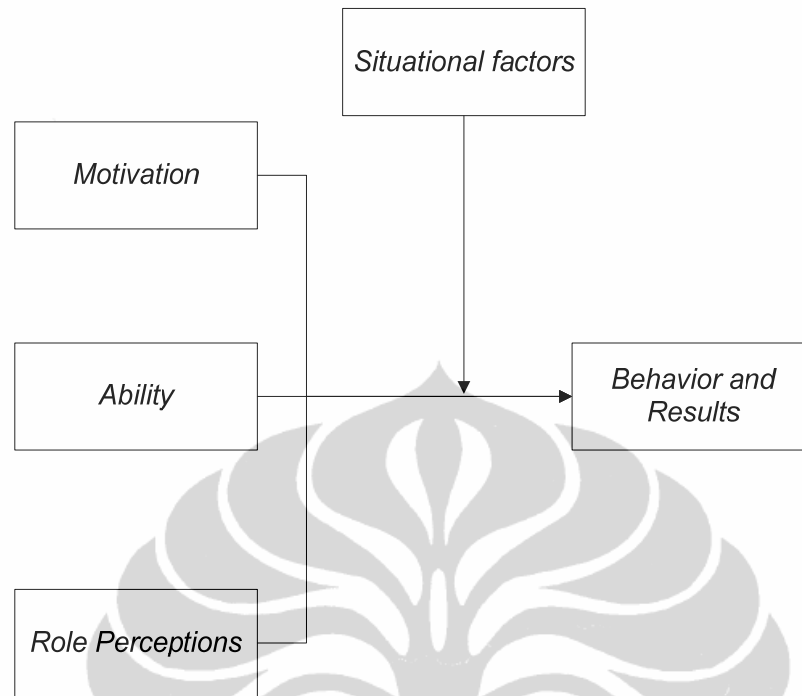 Situational factors
Motivation
Ability
Behavior and
Results
Role Perceptions